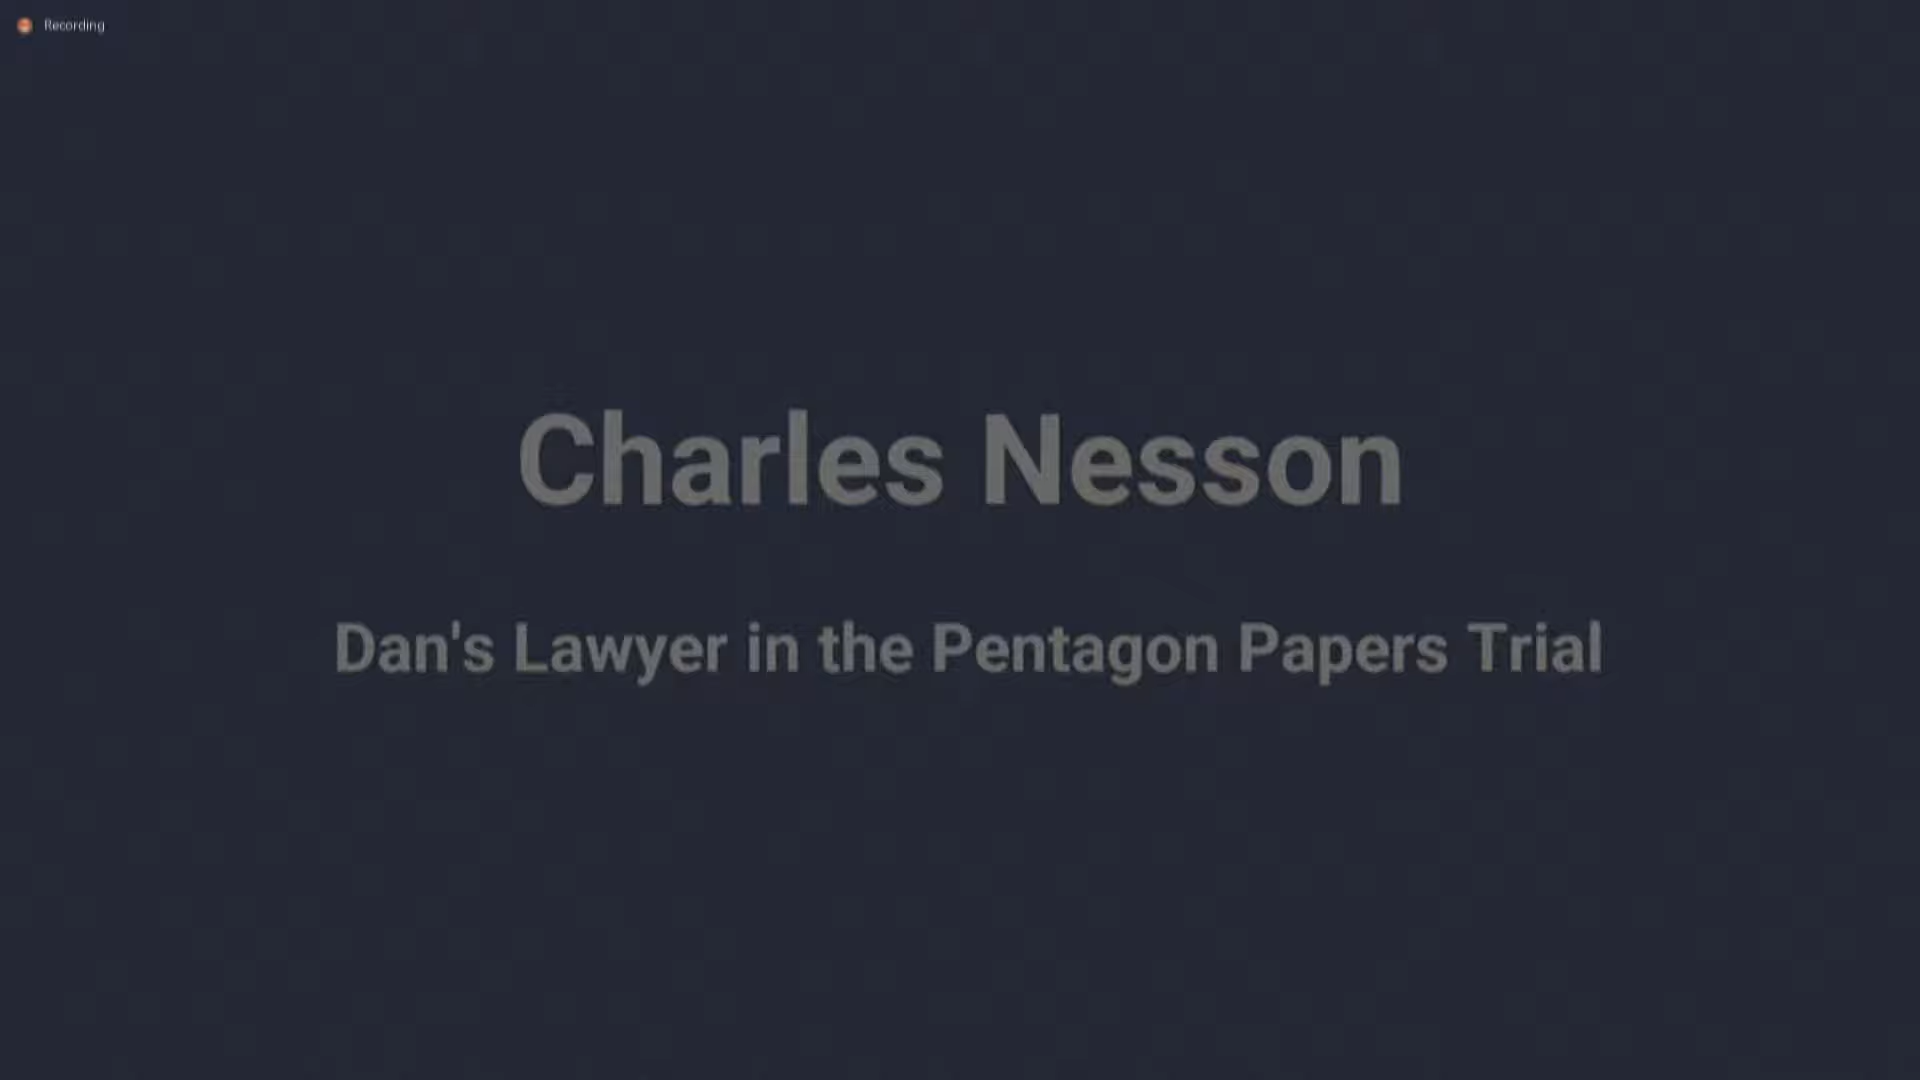 Recording
Charles Nesson
Dan's Lawyer in the Pentagon Papers Trial